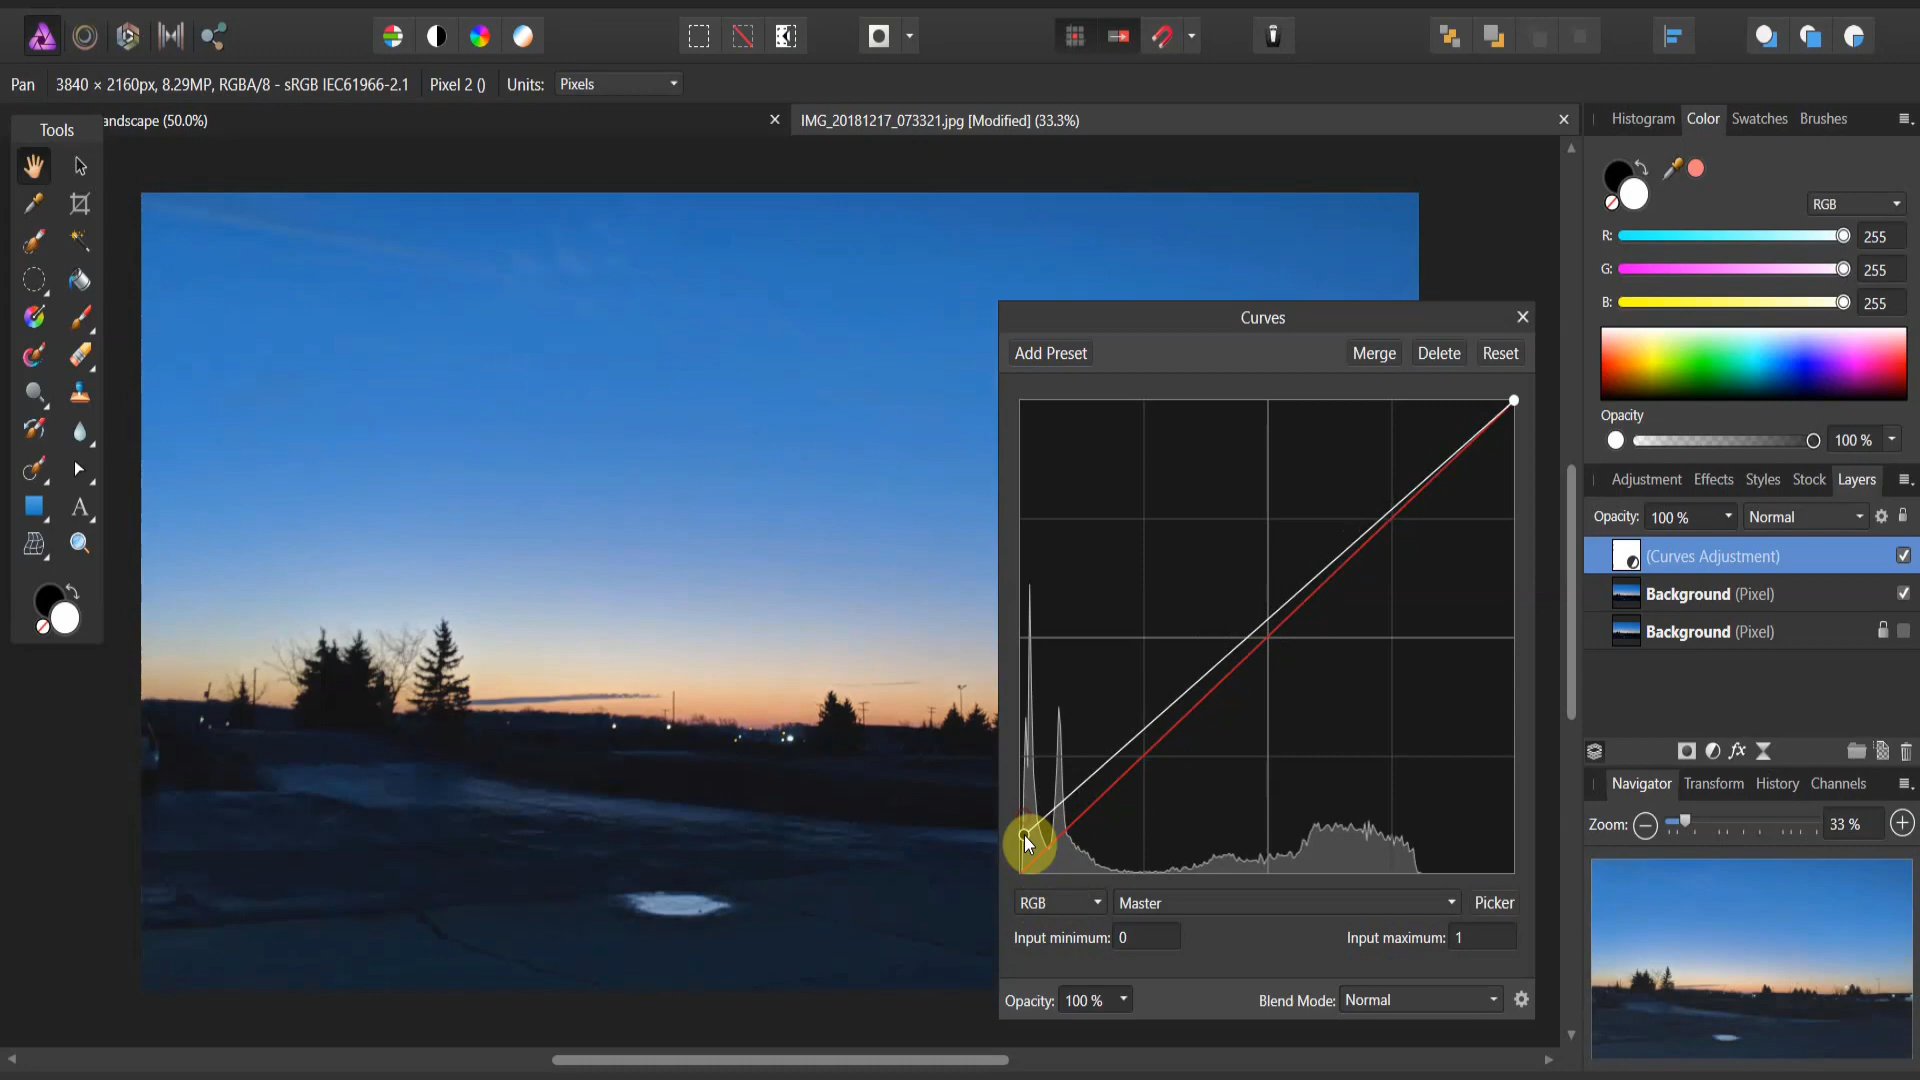 Pan 3840 × 2160px, 8.29MP, RGBA/8 - sRGB IEC61966-2.1 Pixel 2 () Units: Pixels
Tools
andscape (50.0%)
IMG_20181217_073321.jpg [Modified] (33.3%)
Histogram Color Swatches Brushes
RGB
R: 255
G: 255
B: 255
Opacity
100 %
Curves
Add Preset Merge Delete Reset
RGB Master Picker
Input minimum: 0 Input maximum: 1
Opacity: 100 % Blend Mode: Normal
Adjustment Effects Styles Stock Layers
Opacity: 100 % Normal
(Curves Adjustment)
Background (Pixel)
Background (Pixel)
fx
Navigator Transform History Channels
Zoom: 33 %
A